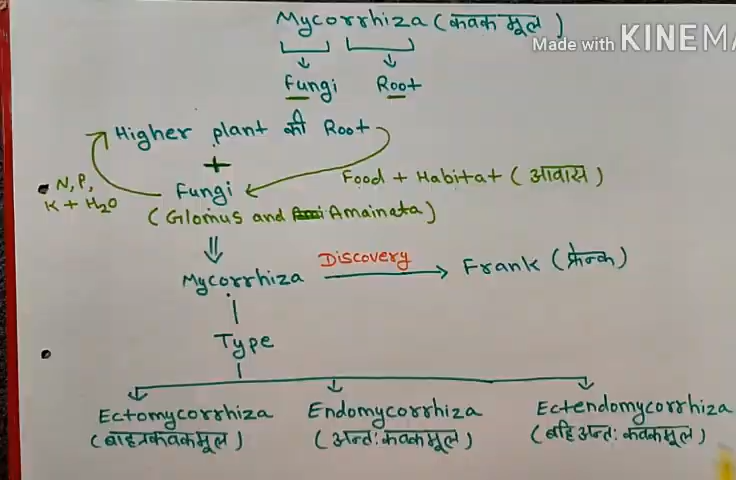 Mycorrhiza (कवक मूल)
Made with KINEMA
Fungi Root
Higher plant की Root
+
N, P,
K + H₂O
Fungi
Food + Habitat (आवास)
(Glomus and Amaineta)
Mycorrhiza
Discovery
Frank (फ्रेन्क)
Type
Ectomycorrhiza Endomycorrhiza Ectendomycorrhiza
(बाह्यकवकमूल) (अन्त: कवकमूल) (बहिअन्त: कवकमूल)